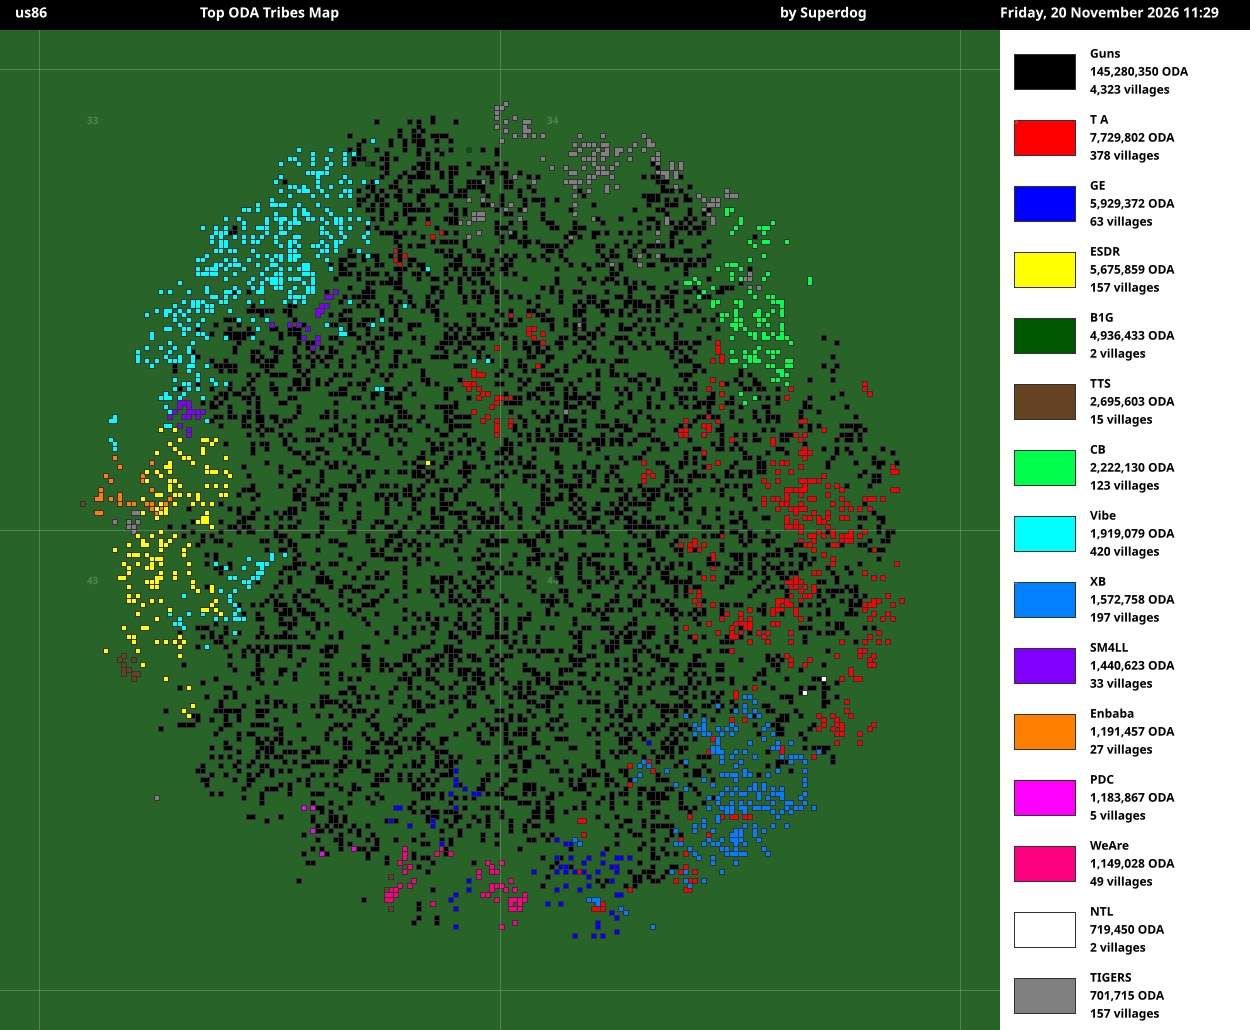 us86 Top ODA Tribes Map by Superdog Friday, 20 November 2026 11:29
33
34
43
Guns
145,280,350 ODA
4,323 villages
T A
7,729,802 ODA
378 villages
GE
5,929,372 ODA
63 villages
ESDR
5,675,859 ODA
157 villages
B1G
4,936,433 ODA
2 villages
TTS
2,695,603 ODA
15 villages
CB
2,222,130 ODA
123 villages
Vibe
1,919,079 ODA
420 villages
XB
1,572,758 ODA
197 villages
SM4LL
1,440,623 ODA
33 villages
Enbaba
1,191,457 ODA
27 villages
PDC
1,183,867 ODA
5 villages
WeAre
1,149,028 ODA
49 villages
NTL
719,450 ODA
2 villages
TIGERS
701,715 ODA
157 villages